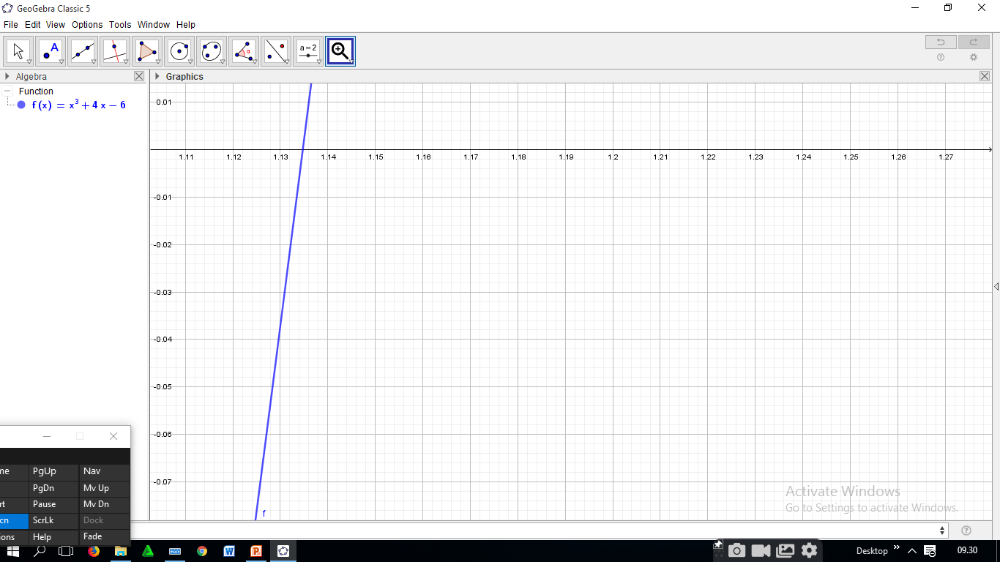 GeoGebra Classic 5
File Edit View Options Tools Window Help
A
α
a=2
Algebra
Graphics
Function
f(x) = x³ + 4 x − 6
0.01
1.11 1.12 1.13 1.14 1.15 1.16 1.17 1.18 1.19 1.2 1.21 1.22 1.23 1.24 1.25 1.26 1.27
-0.01
-0.02
-0.03
-0.04
-0.05
-0.06
-0.07
f
me PgUp Nav
PgDn Mv Up
rt Pause Mv Dn
cn ScrLk Dock
ions Help Fade
Activate Windows
Go to Settings to activate Windows.
Desktop
09.30